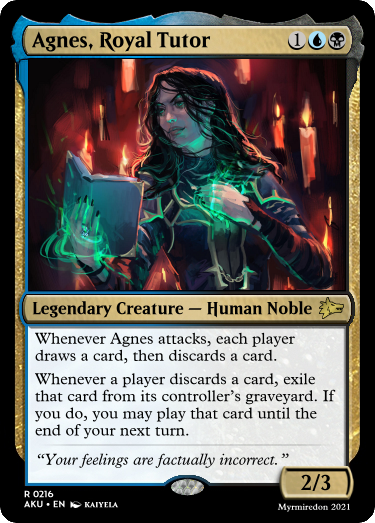 Agnes, Royal Tutor 1
Legendary Creature — Human Noble
Whenever Agnes attacks, each player
draws a card, then discards a card.
Whenever a player discards a card, exile
that card from its controller's graveyard. If
you do, you may play that card until the
end of your next turn.
“Your feelings are factually incorrect.”
2/3
R 0216
AKU • EN KAIYELA
Myrmiredon 2021